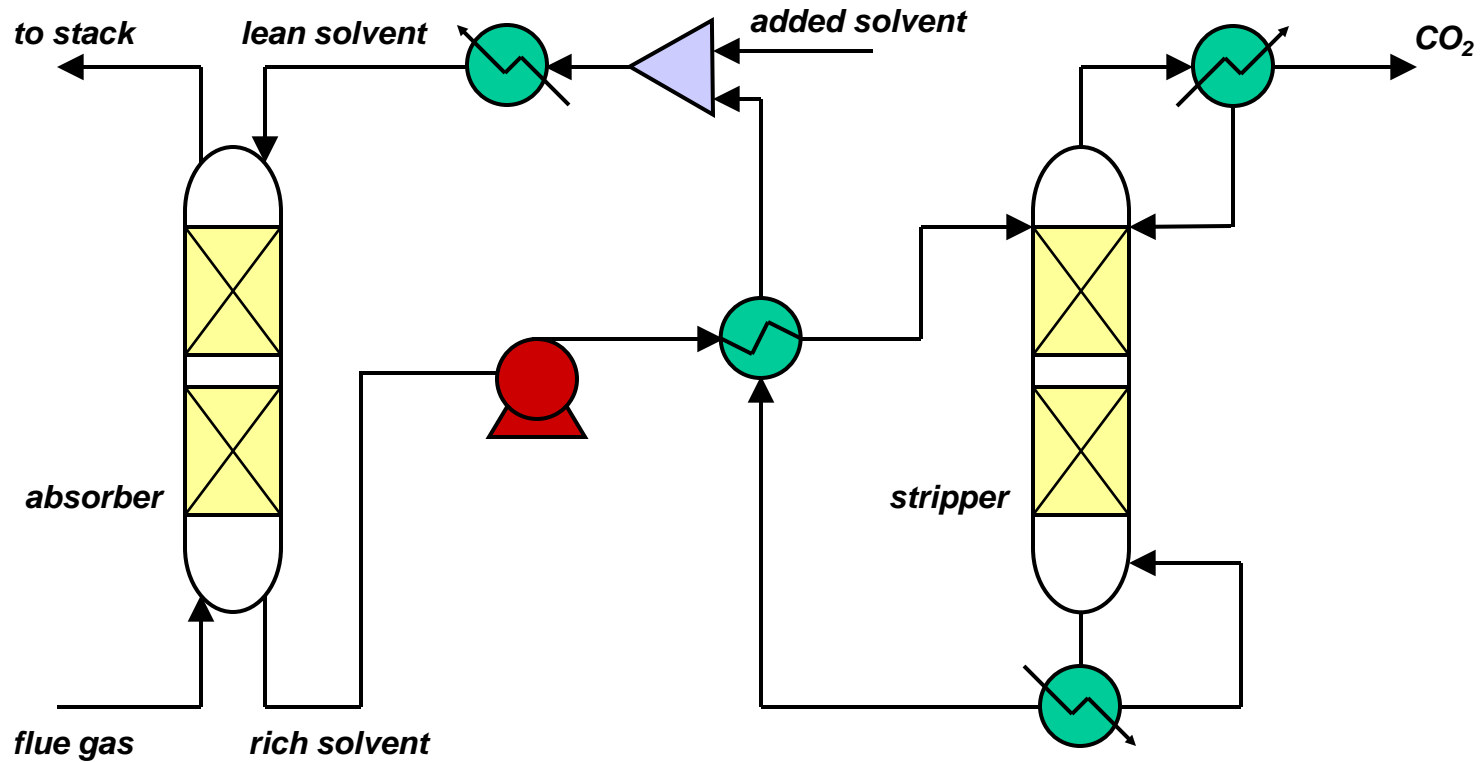 to stack
lean solvent
added solvent
CO₂
absorber
stripper
flue gas
rich solvent